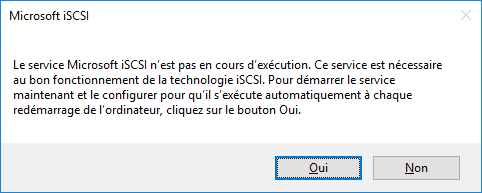 Microsoft iSCSI
Le service Microsoft iSCSI n’est pas en cours d’exécution. Ce service est nécessaire
au bon fonctionnement de la technologie iSCSI. Pour démarrer le service
maintenant et le configurer pour qu’il s’exécute automatiquement à chaque
redémarrage de l’ordinateur, cliquez sur le bouton Oui.
Oui
Non